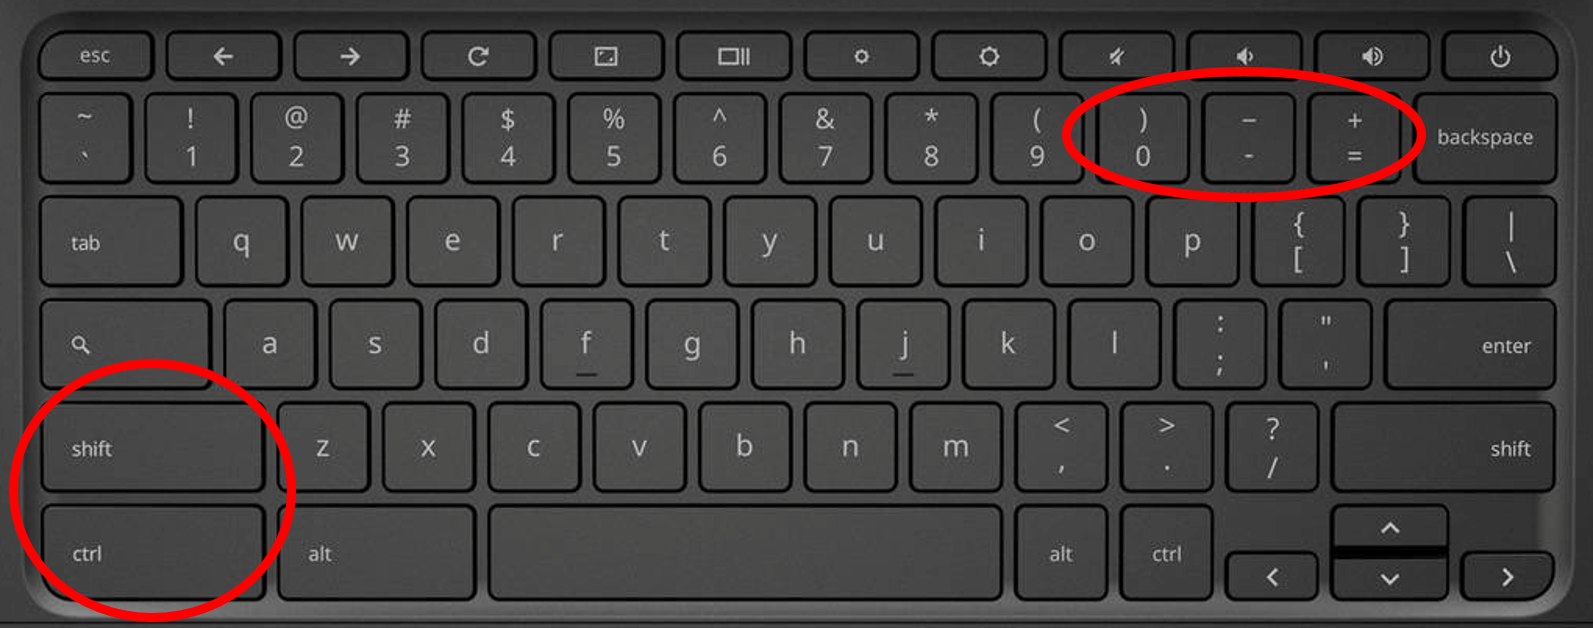 esc
~ ! @ # $ % ^ & * ( ) _ +
` 1 2 3 4 5 6 7 8 9 0 - = backspace
tab q w e r t y u i o p { [ } ] | \
a s d f g h j k l : ; " ' enter
shift z x c v b n m < , > . ? / shift
ctrl alt alt ctrl